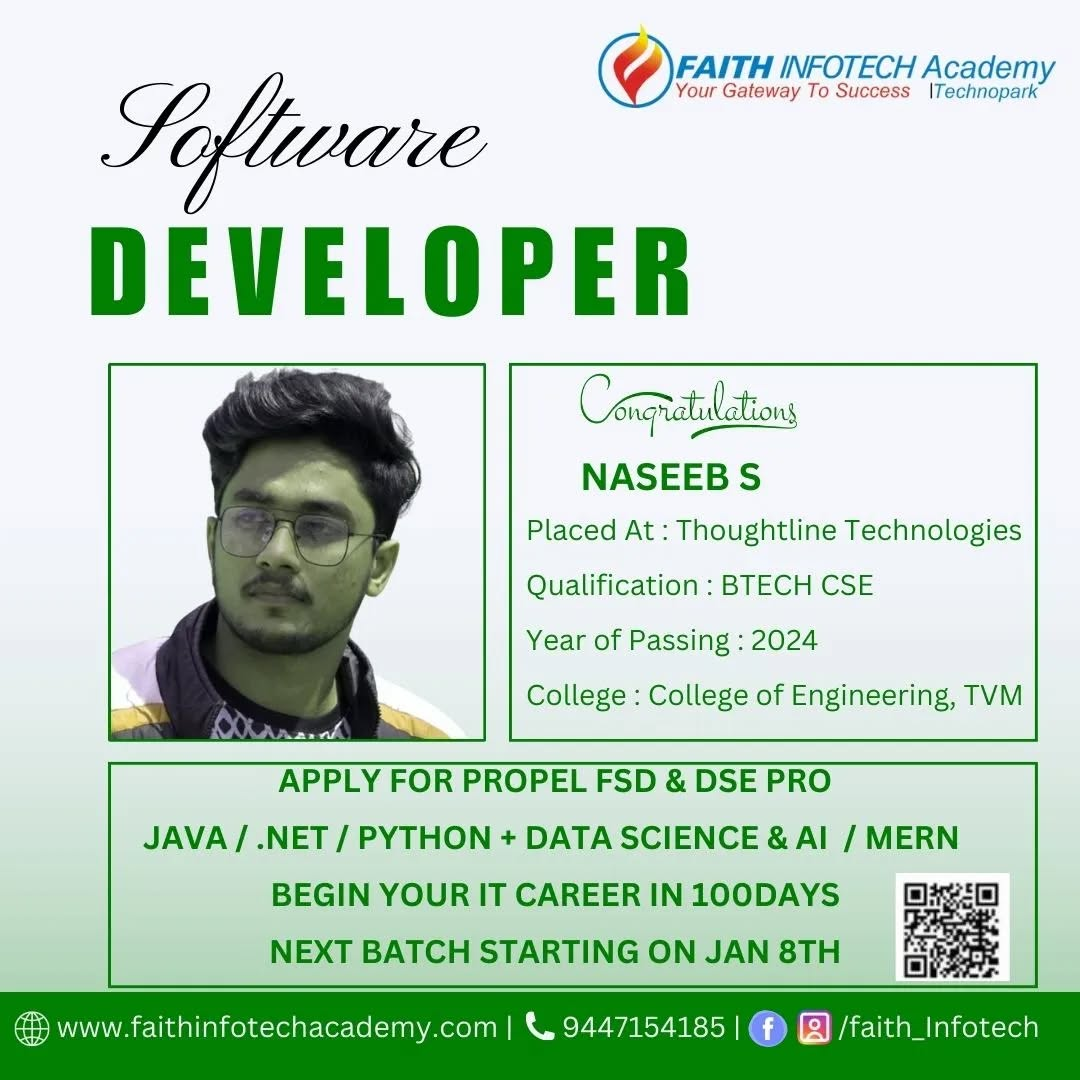 FAITH INFOTECH Academy
Your Gateway To Success |Technopark
Software
DEVELOPER
Congratulations
NASEEB S
Placed At : Thoughtline Technologies
Qualification : BTECH CSE
Year of Passing : 2024
College : College of Engineering, TVM
APPLY FOR PROPEL FSD & DSE PRO
JAVA / .NET / PYTHON + DATA SCIENCE & AI / MERN
BEGIN YOUR IT CAREER IN 100DAYS
NEXT BATCH STARTING ON JAN 8TH
www.faithinfotechacademy.com | 9447154185 | /faith_Infotech